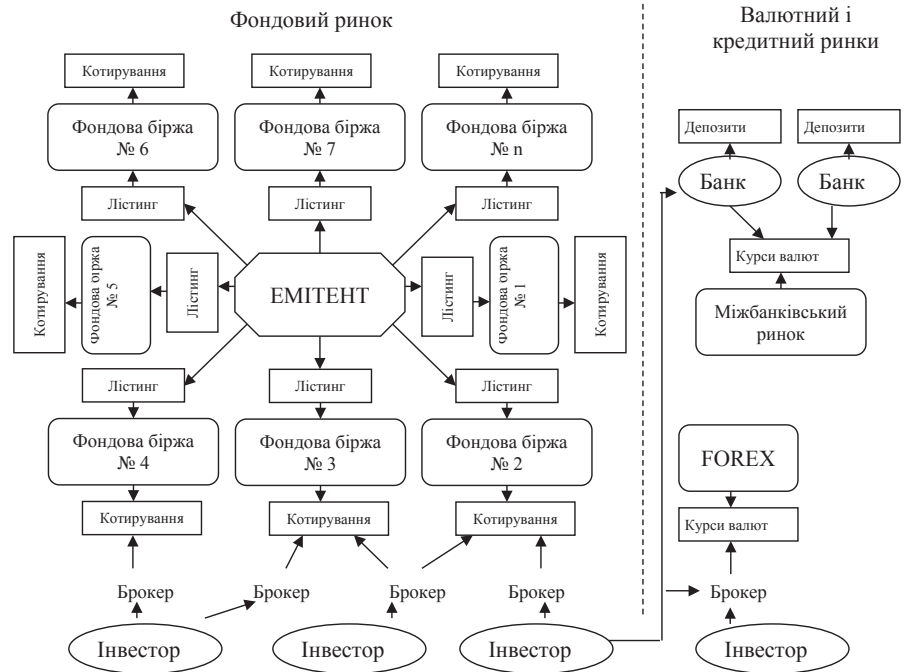 Фондовий ринок
Валютний і
кредитний ринки
Котирування
Котирування
Котирування
Фондова біржа
№ 6
Фондова біржа
№ 7
Фондова біржа
№ n
Депозити
Депозити
Банк
Банк
Лістинг
Лістинг
Лістинг
Котирування
Фондова біржа
№ 5
Лістинг
ЕМІТЕНТ
Лістинг
Фондова біржа
№ 1
Котирування
Курси валют
Міжбанківський
ринок
Лістинг
Лістинг
Лістинг
Фондова біржа
№ 4
Фондова біржа
№ 3
Фондова біржа
№ 2
FOREX
Котирування
Котирування
Котирування
Курси валют
Брокер
Брокер
Брокер
Брокер
Брокер
Інвестор
Інвестор
Інвестор
Інвестор